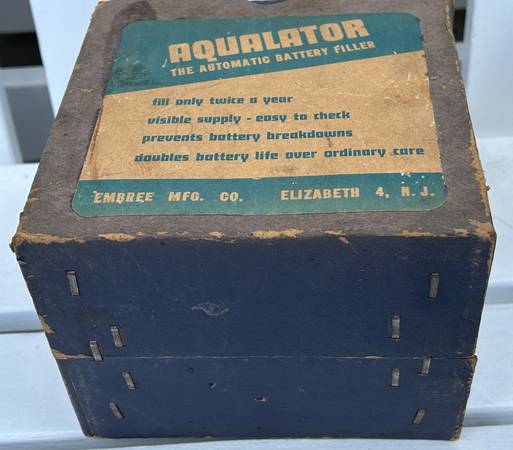 AQUALATOR
THE AUTOMATIC BATTERY FILLER
fill only twice a year
visible supply - easy to check
prevents battery breakdowns
doubles battery life over ordinary care
EMBREE MFG. CO. ELIZABETH 4, N. J.